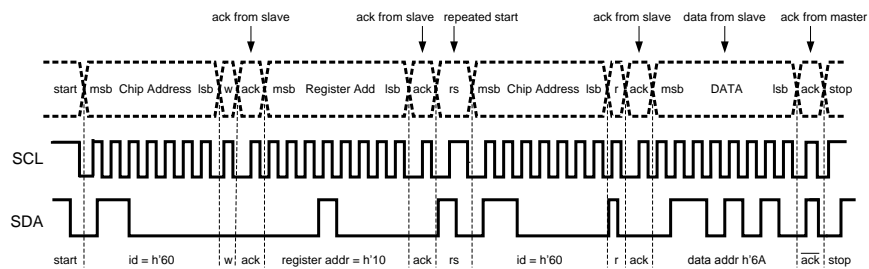 ack from slave ack from slave repeated start ack from slave data from slave ack from master
start msb Chip Address lsb w ack msb Register Add lsb ack rs msb Chip Address lsb r ack msb DATA lsb ack stop
SCL
SDA
start id = h'60 w ack register addr = h'10 ack rs id = h'60 r ack data addr h'6A ack stop